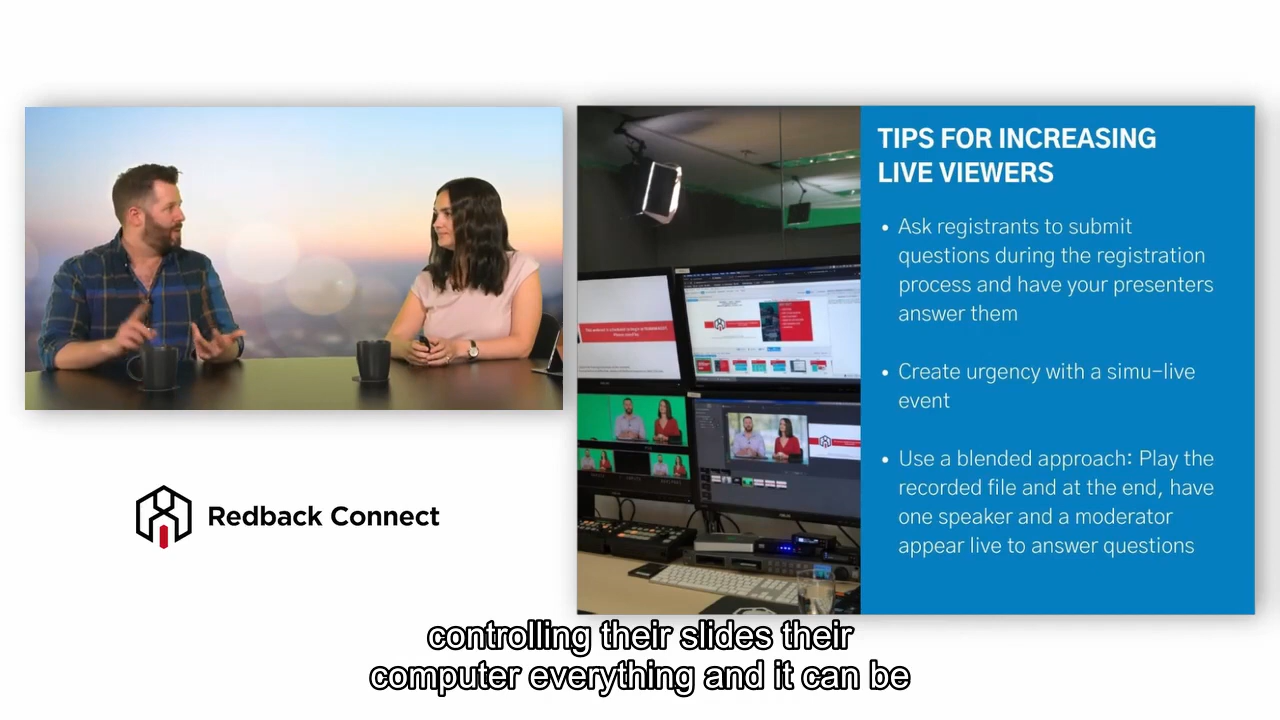 TIPS FOR INCREASING
LIVE VIEWERS
• Ask registrants to submit
questions during the registration
process and have your presenters
answer them
• Create urgency with a simu-live
event
• Use a blended approach: Play the
recorded file and at the end, have
one speaker and a moderator
appear live to answer questions
Redback Connect
controlling their slides their
computer everything and it can be